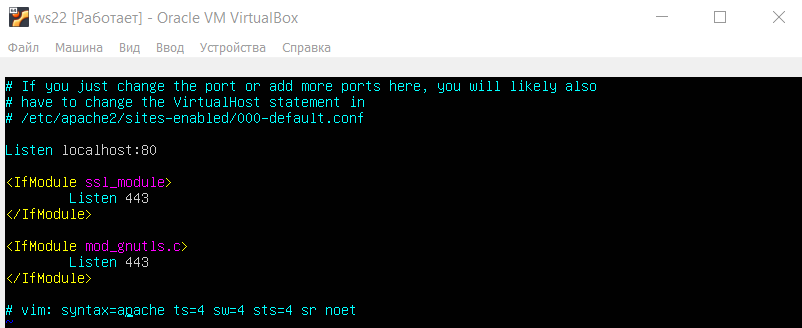 ws22 [Работает] - Oracle VM VirtualBox
Файл Машина Вид Ввод Устройства Справка
# If you just change the port or add more ports here, you will likely also
# have to change the VirtualHost statement in
# /etc/apache2/sites-enabled/000-default.conf
Listen localhost:80
<IfModule ssl_module>
Listen 443
</IfModule>
<IfModule mod_gnutls.c>
Listen 443
</IfModule>
# vim: syntax=apache ts=4 sw=4 sts=4 sr noet
~